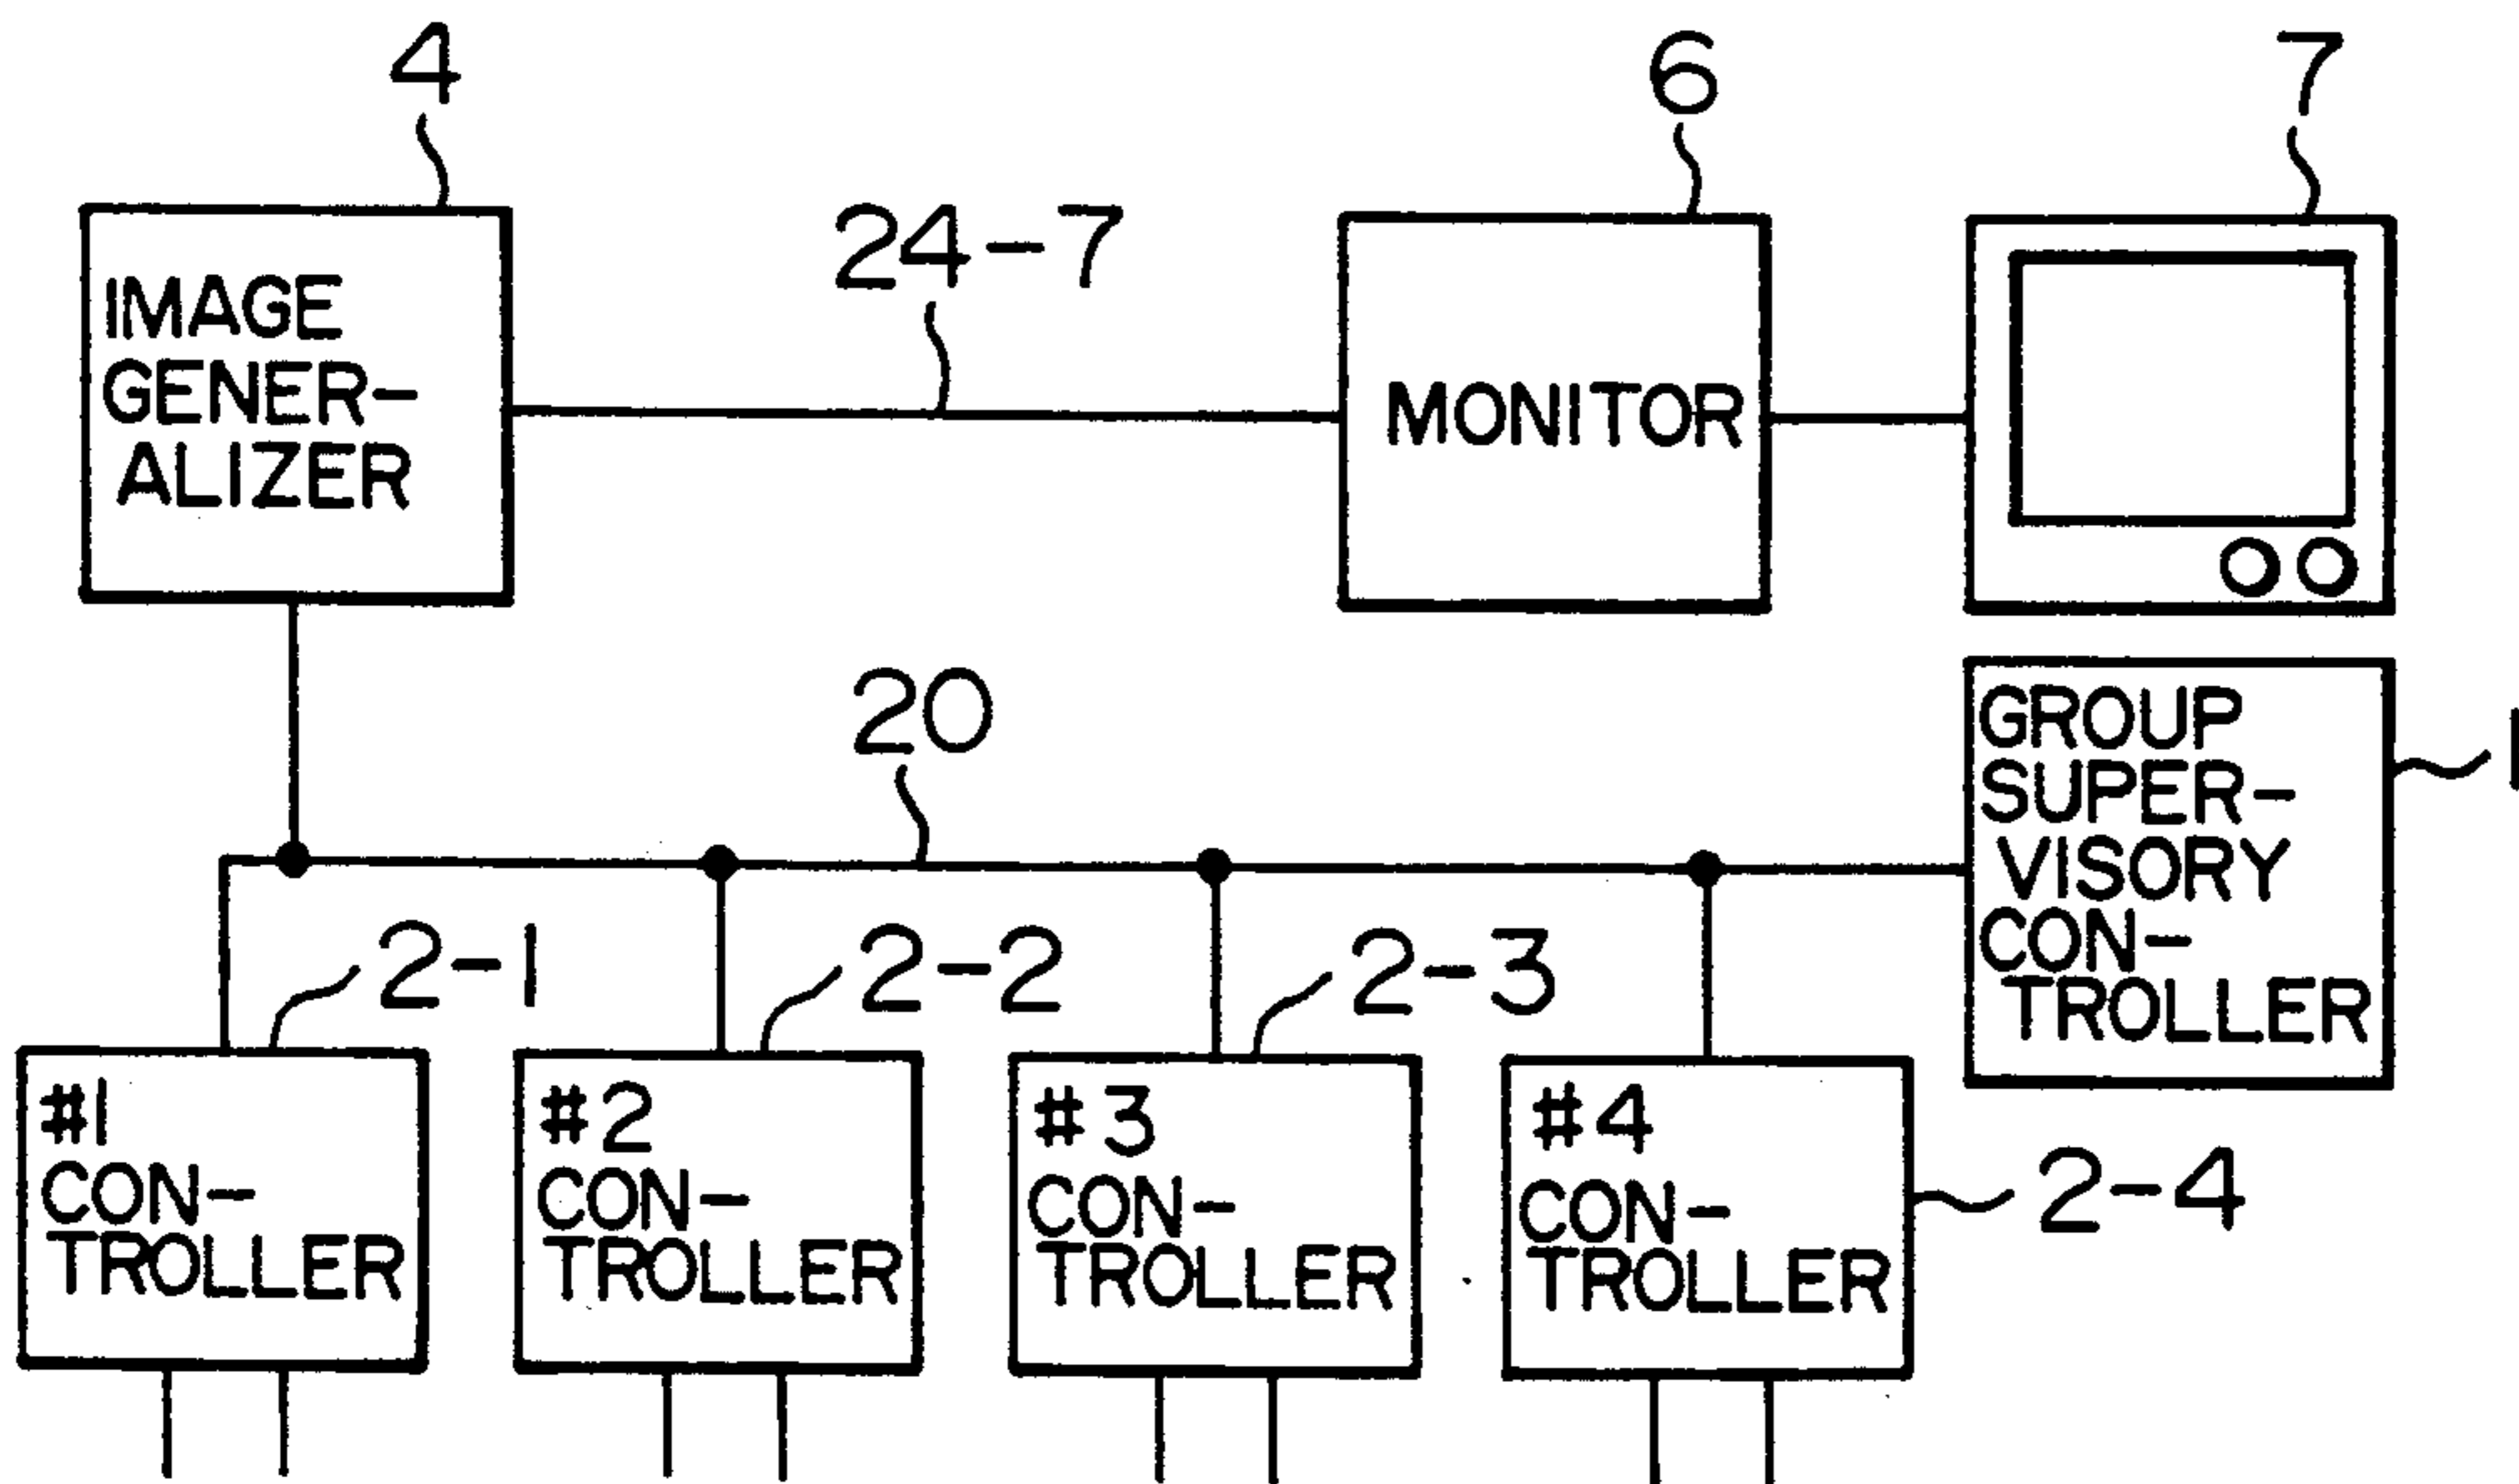 4
6
7
24-7
IMAGE
GENER-
ALIZER
MONITOR
20
GROUP
SUPER-
VISORY
CON-
TROLLER
1
2-1
2-2
2-3
#1
CON-
TROLLER
#2
CON-
TROLLER
#3
CON-
TROLLER
#4
CON-
TROLLER
2-4